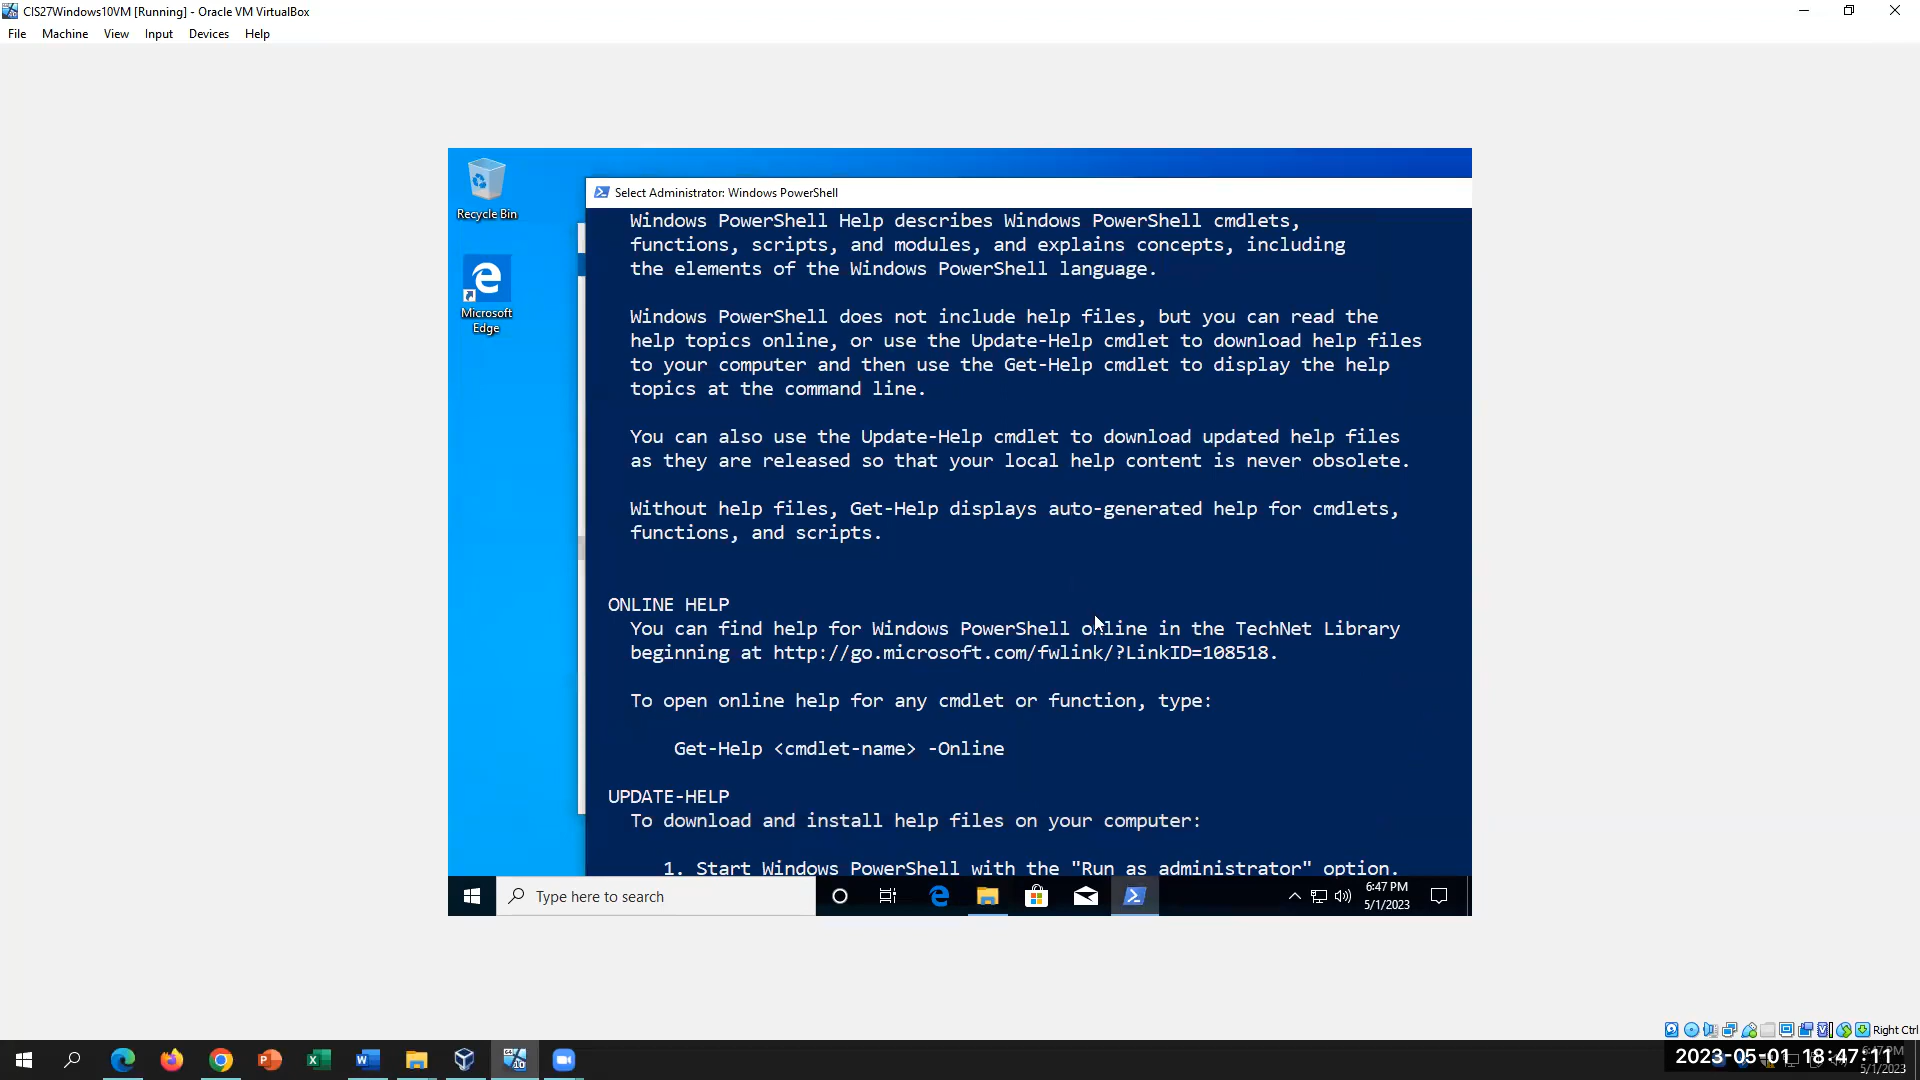 CIS27Windows10VM [Running] - Oracle VM VirtualBox
File Machine View Input Devices Help
Recycle Bin
Microsoft
Edge
Select Administrator: Windows PowerShell
Windows PowerShell Help describes Windows PowerShell cmdlets,
functions, scripts, and modules, and explains concepts, including
the elements of the Windows PowerShell language.
Windows PowerShell does not include help files, but you can read the
help topics online, or use the Update-Help cmdlet to download help files
to your computer and then use the Get-Help cmdlet to display the help
topics at the command line.
You can also use the Update-Help cmdlet to download updated help files
as they are released so that your local help content is never obsolete.
Without help files, Get-Help displays auto-generated help for cmdlets,
functions, and scripts.
ONLINE HELP
You can find help for Windows PowerShell online in the TechNet Library
beginning at http://go.microsoft.com/fwlink/?LinkID=108518.
To open online help for any cmdlet or function, type:
Get-Help <cmdlet-name> -Online
UPDATE-HELP
To download and install help files on your computer:
1. Start Windows PowerShell with the "Run as administrator" option.
Type here to search
6:47 PM
5/1/2023
Right Ctrl
2023-05-01 18:47:11
5/1/2023